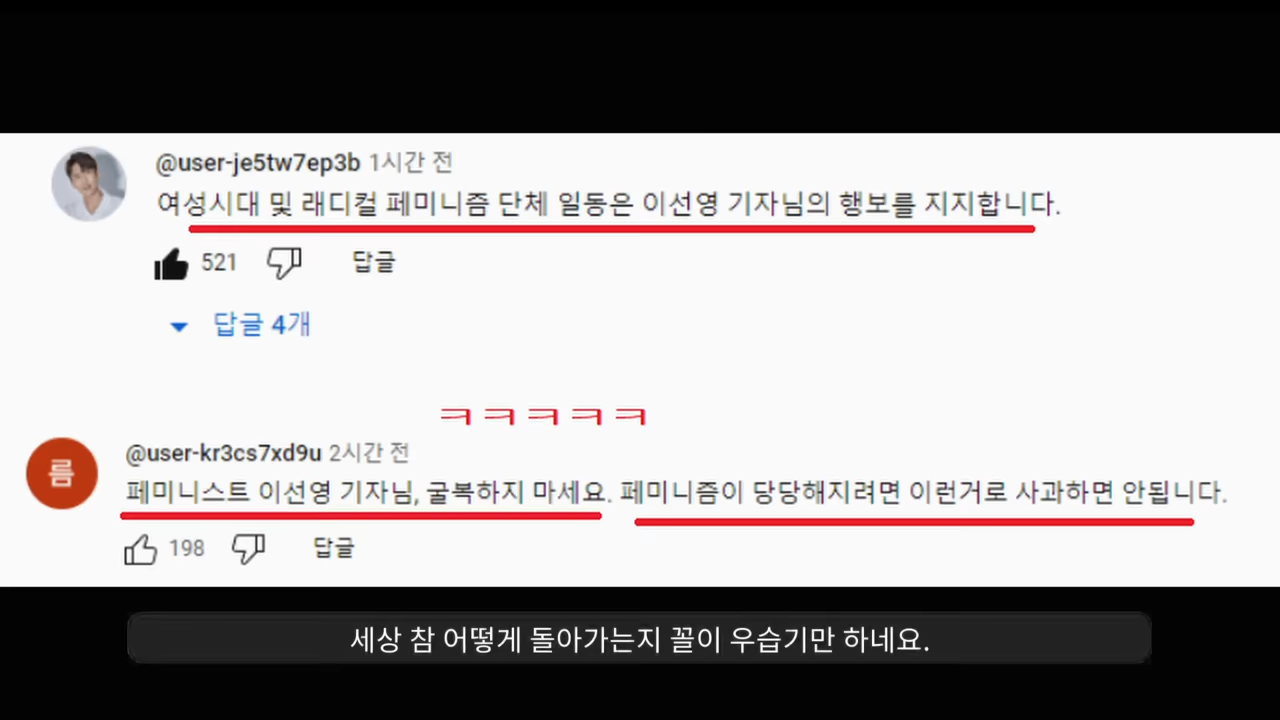 @user-je5tw7ep3b 1시간 전
여성시대 및 래디컬 페미니즘 단체 일동은 이선영 기자님의 행보를 지지합니다.
521 답글
답글 4개
ㅋㅋㅋㅋㅋ
@user-kr3cs7xd9u 2시간 전
름
페미니스트 이선영 기자님, 굴복하지 마세요. 페미니즘이 당당해지려면 이런거로 사과하면 안됩니다.
198 답글
세상 참 어떻게 돌아가는지 꼴이 우습기만 하네요.